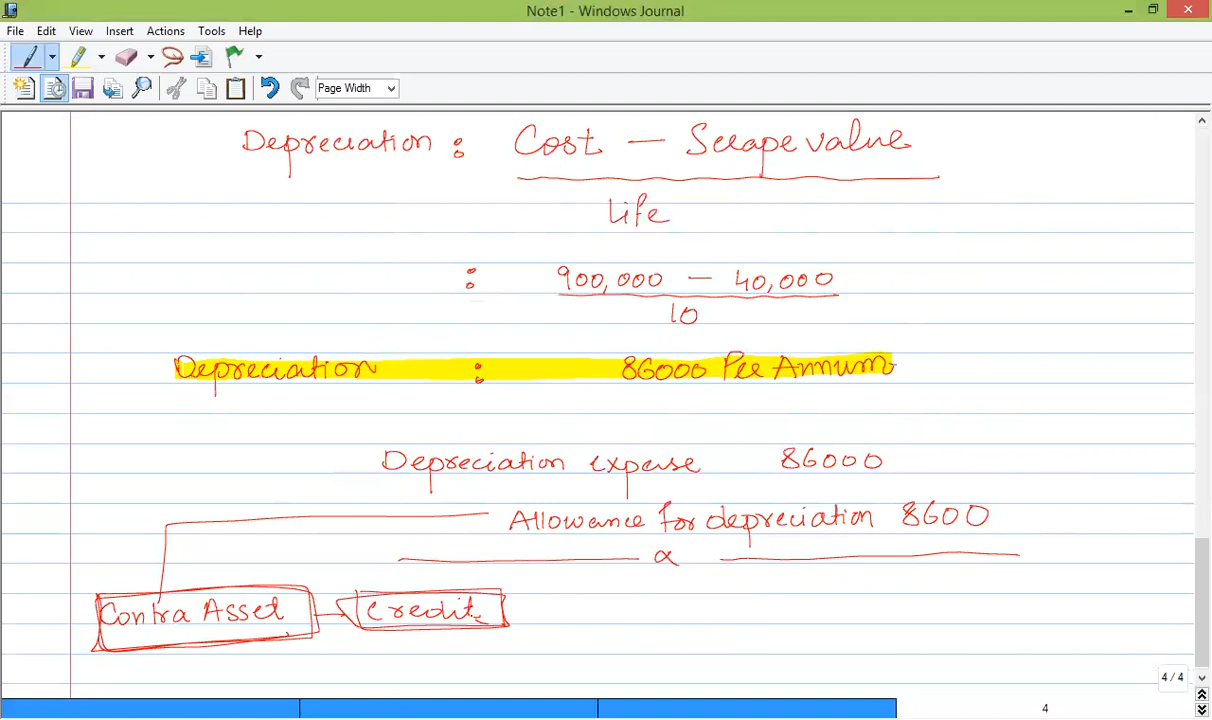 Note1 - Windows Journal
File Edit View Insert Actions Tools Help
Page Width
Depreciation : Cost — Scrape value
Life
: 900,000 — 40,000
10
Depreciation : 86000 Per Annum
Depreciation expense 86000
Allowance for depreciation 8600
Contra Asset Credit
4 / 4
4